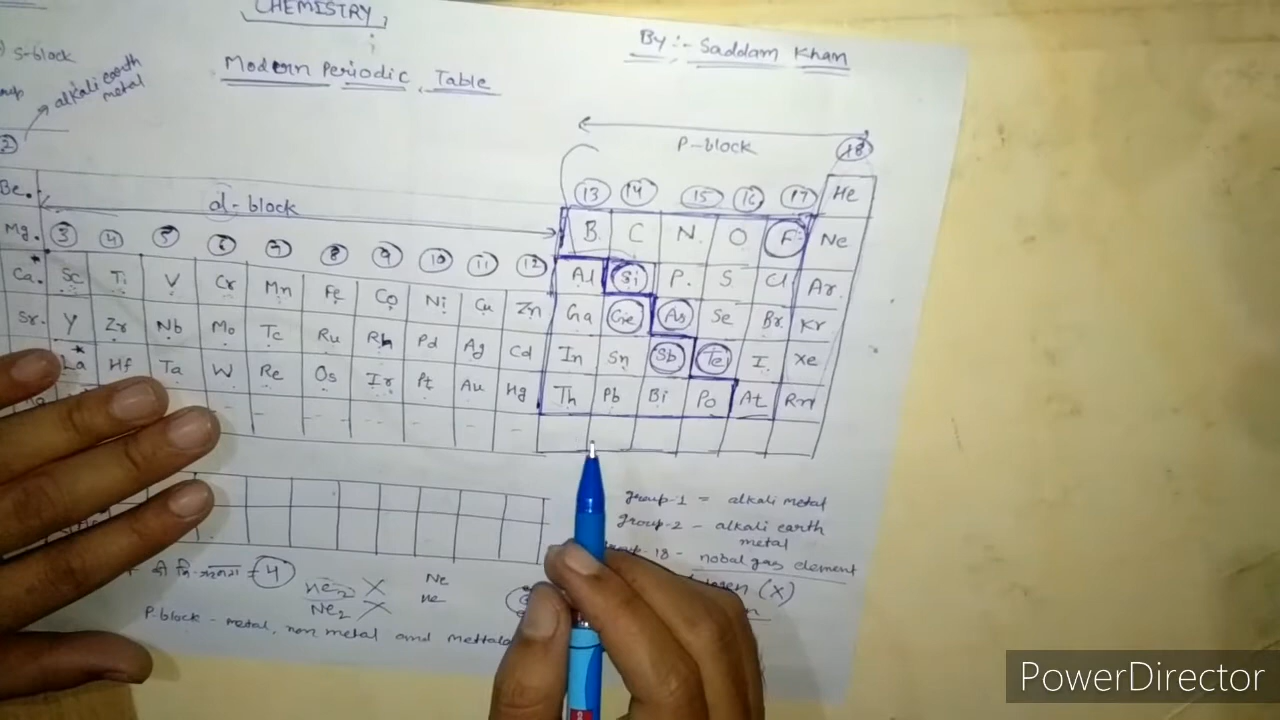 CHEMISTRY
By :- Saddam Khan
S-block
Modern Periodic Table
alkali earth
metal
P-block
2
18
13 14 15 16 17
He
Be.
d-block
B. C N. O F Ne
Mg. 3 4 5 6 7 8 9 10 11 12
Al Si P. S Cl Ar.
Ca. Sc Ti V Cr Mn Fe Co Ni Cu Zn Ga Ge As Se Br Kr
Sr. Y Zr Nb Mo Tc Ru Rh Pd Ag Cd In Sn Sb Te I Xe
La Hf Ta W Re Os Ir Pt Au Hg Th Pb Bi Po At Rn
group-1 = alkali metal
group-2 - alkali earth
metal
group-18 - nobal gas element
(X)
4
Ne2 Ne
P-block - metal, non metal and
PowerDirector